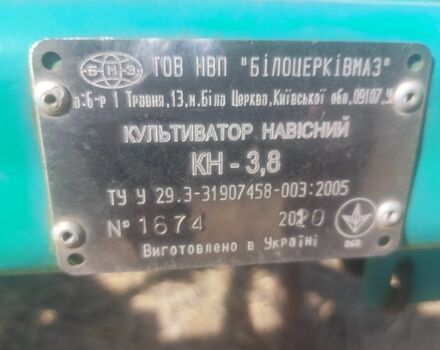 Б М З ТОВ НВП "БІЛОЦЕРКІВМАЗ"
а:Б-р 1 Травня,13,м.Біла Церква,Київської обл,09107,У
КУЛЬТИВАТОР НАВІСНИЙ
КН - 3,8
ТУ У 29.3-31907458-003:2005
№ 1674 2020
Виготовлено в Україні